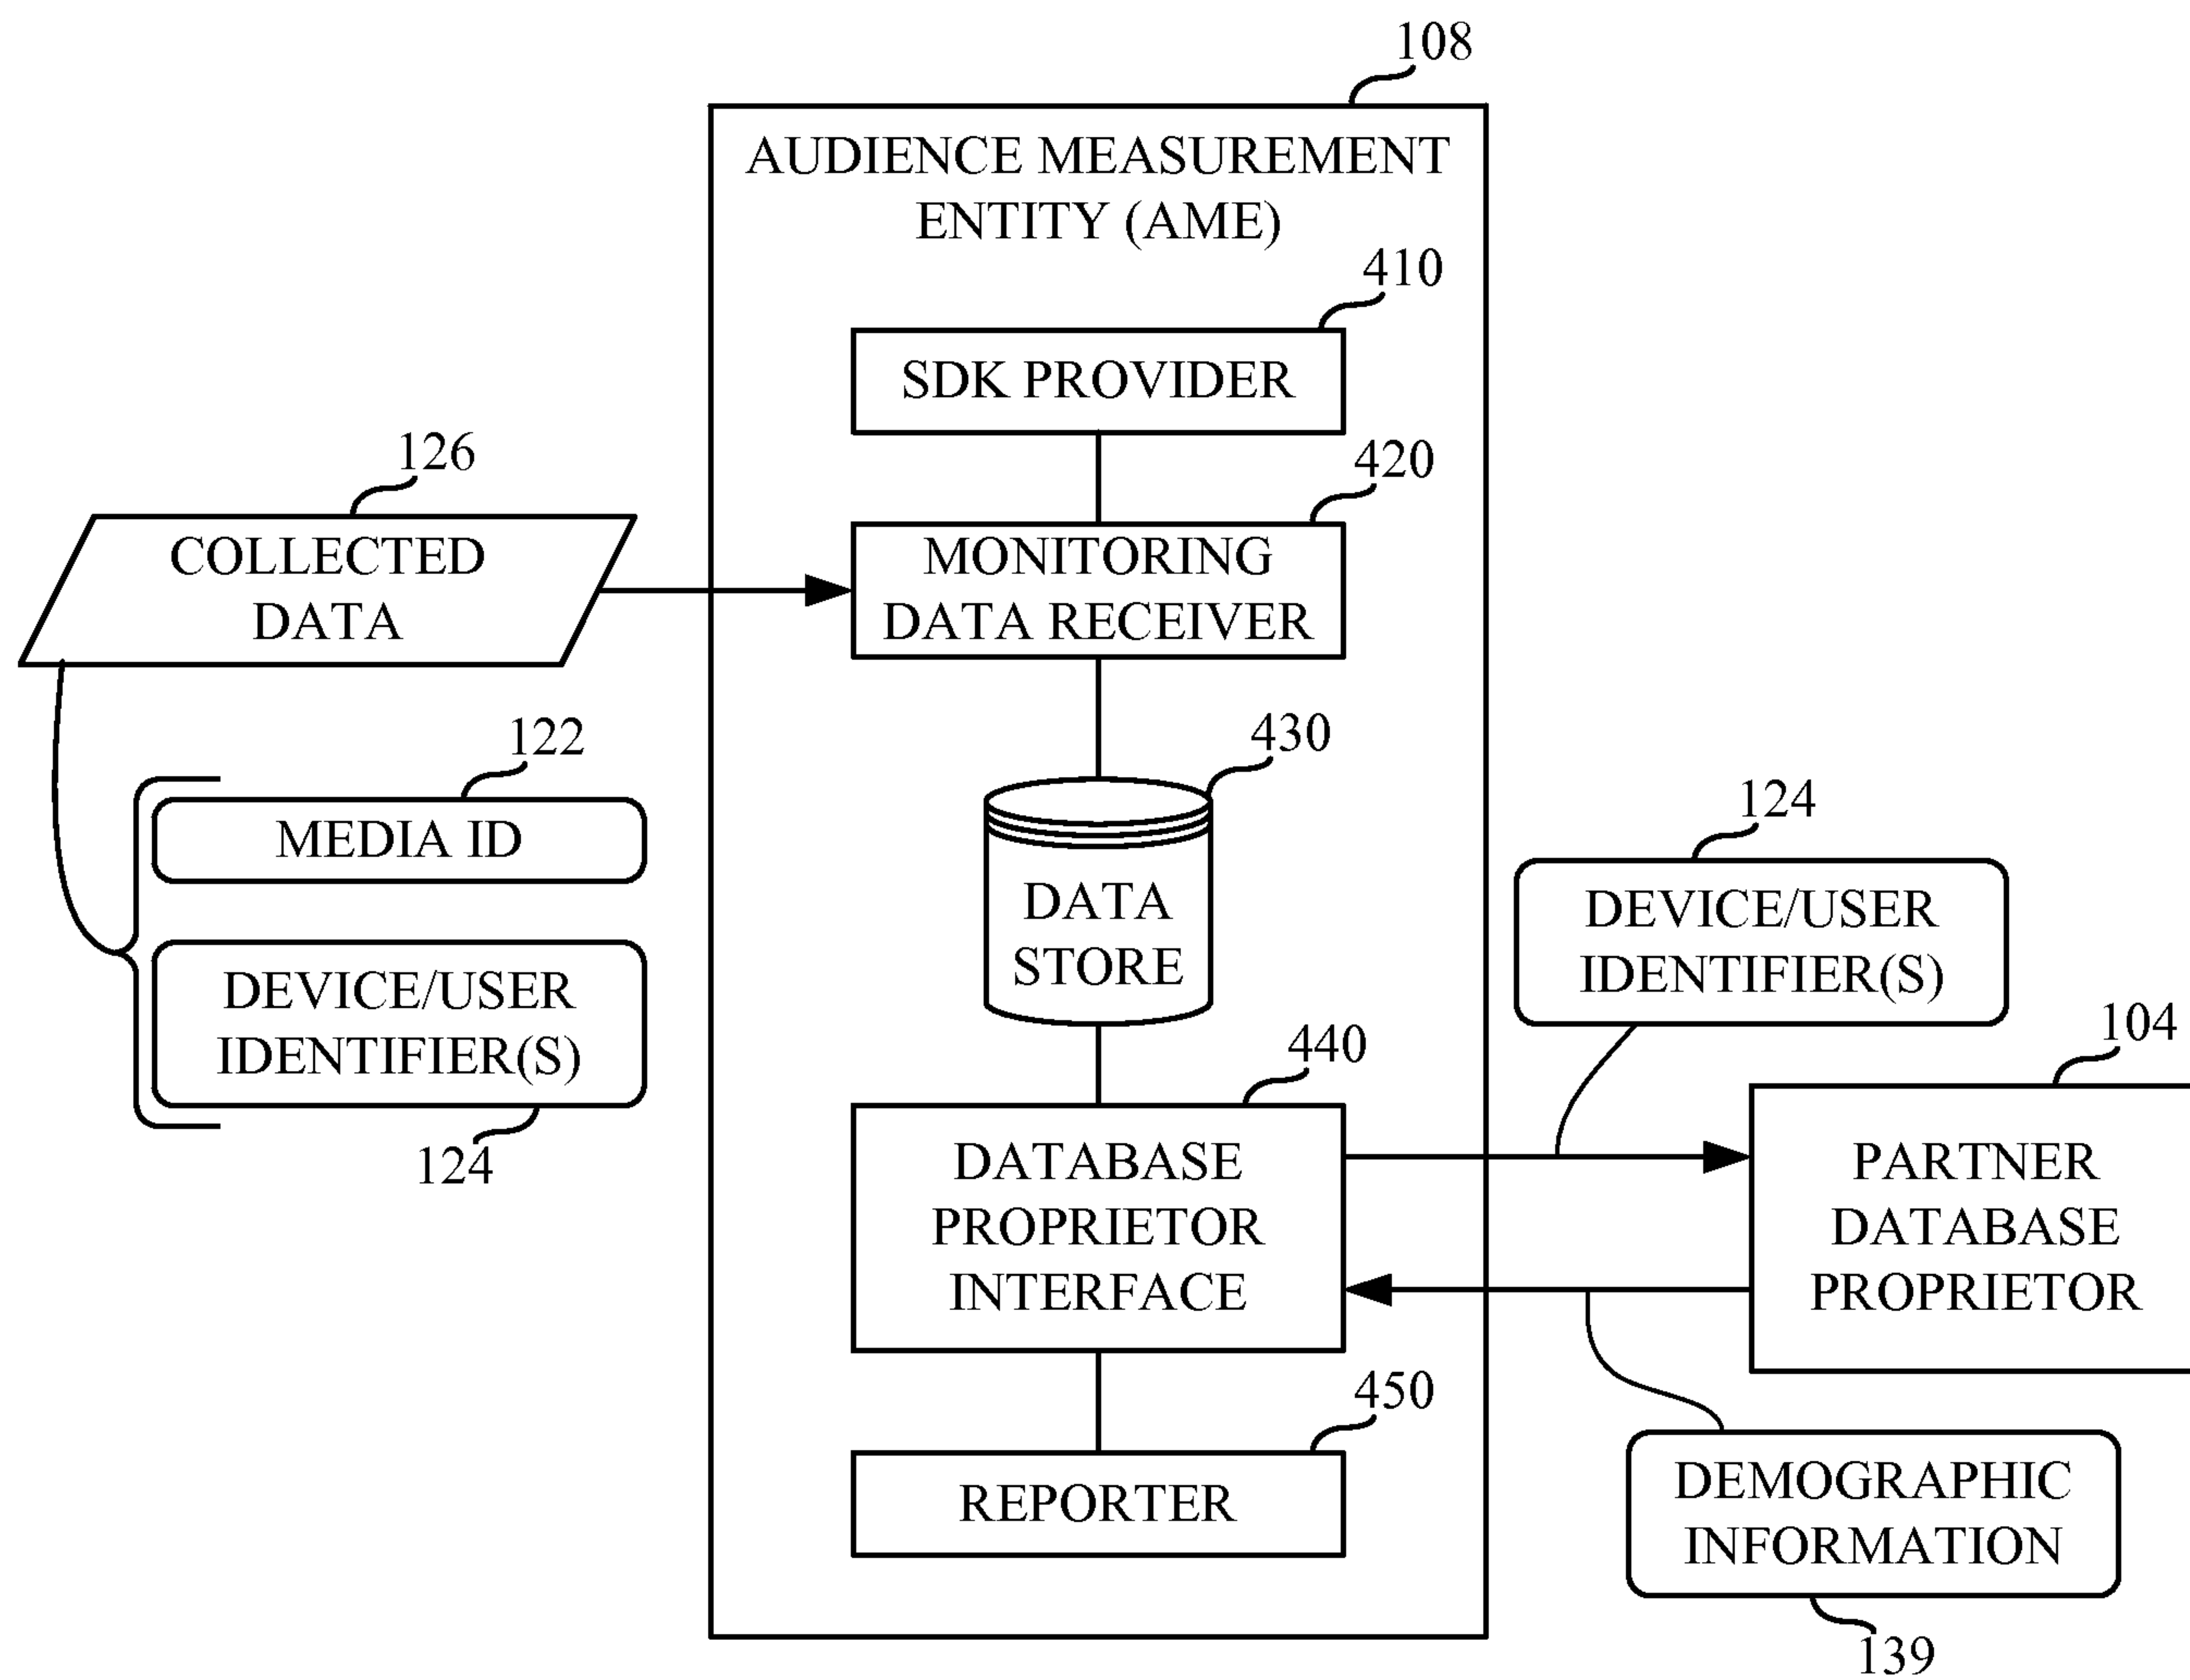 108
AUDIENCE MEASUREMENT
ENTITY (AME)
410
SDK PROVIDER
126
COLLECTED
DATA
420
MONITORING
DATA RECEIVER
122
MEDIA ID
DEVICE/USER
IDENTIFIER(S)
124
430
DATA
STORE
124
DEVICE/USER
IDENTIFIER(S)
440
DATABASE
PROPRIETOR
INTERFACE
104
PARTNER
DATABASE
PROPRIETOR
450
REPORTER
DEMOGRAPHIC
INFORMATION
139